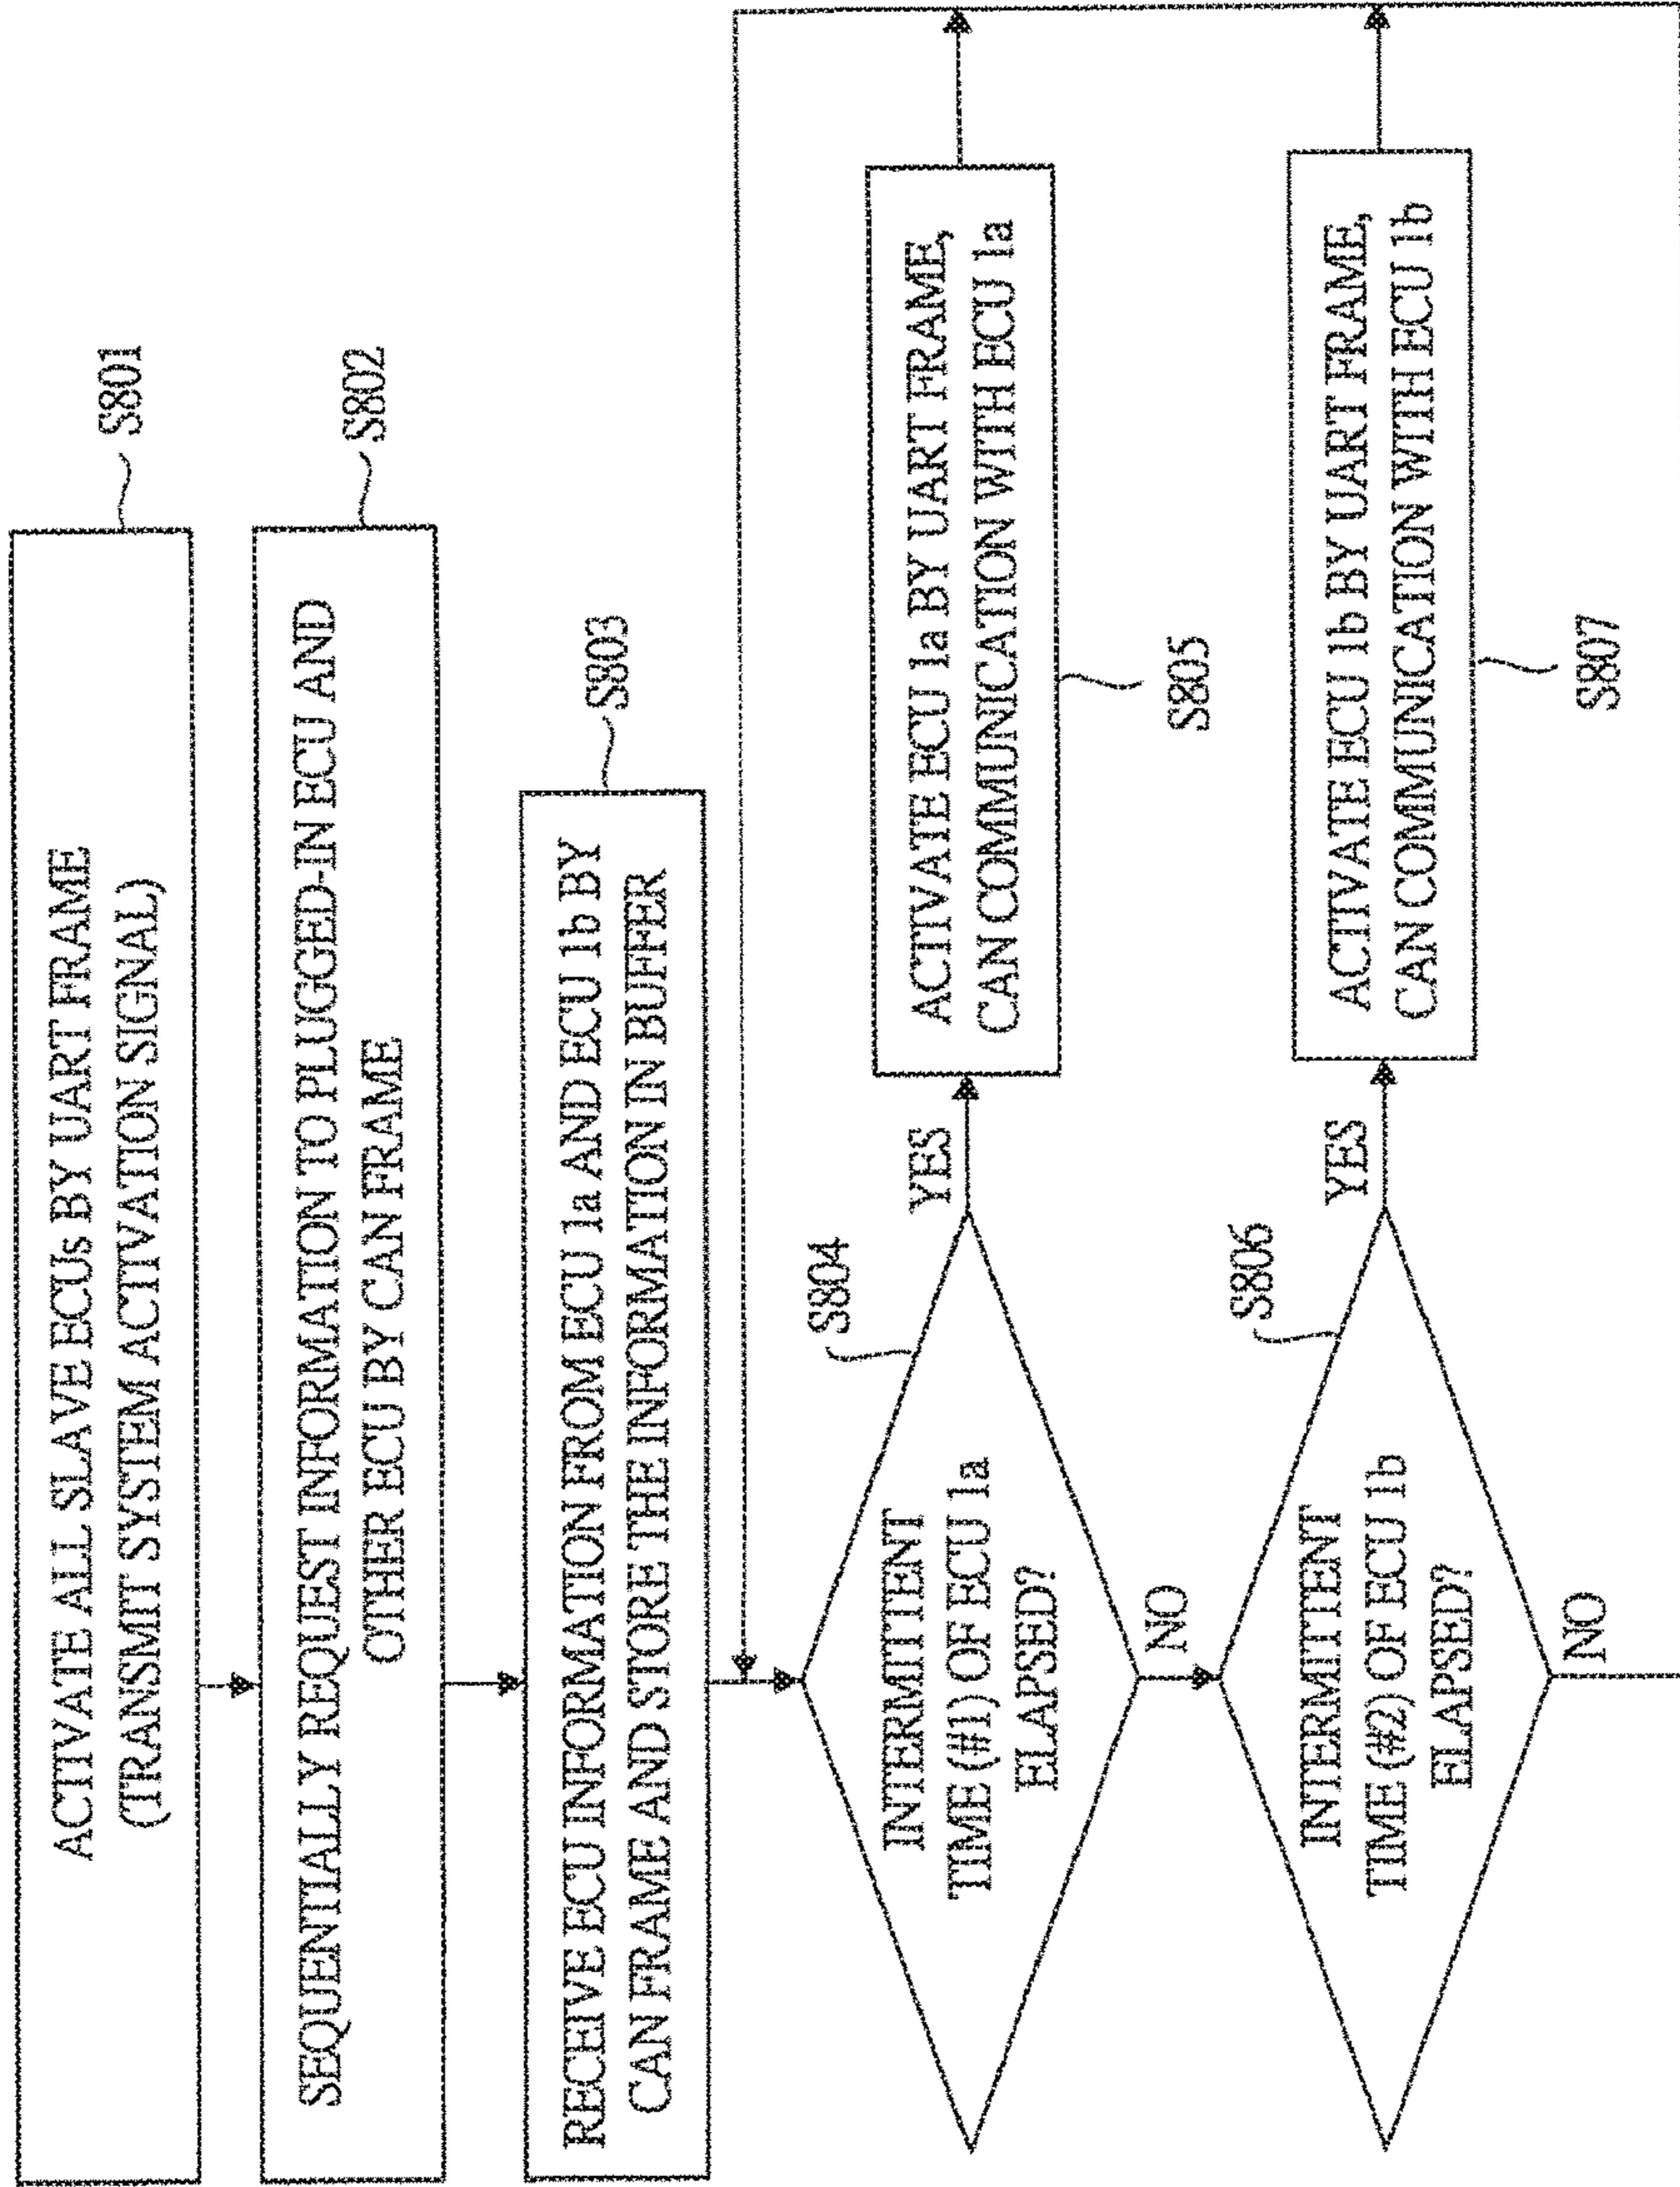 ACTIVATE ALL SLAVE ECUs BY UART FRAME
(TRANSMIT SYSTEM ACTIVATION SIGNAL)
S801
SEQUENTIALLY REQUEST INFORMATION TO PLUGGED-IN ECU AND
OTHER ECU BY CAN FRAME
S802
RECEIVE ECU INFORMATION FROM ECU 1a AND ECU 1b BY
CAN FRAME AND STORE THE INFORMATION IN BUFFER
S803
INTERMITTENT
TIME (#1) OF ECU 1a
ELAPSED?
S804
YES
NO
ACTIVATE ECU 1a BY UART FRAME,
CAN COMMUNICATION WITH ECU 1a
S805
INTERMITTENT
TIME (#2) OF ECU 1b
ELAPSED?
S806
YES
NO
ACTIVATE ECU 1b BY UART FRAME,
CAN COMMUNICATION WITH ECU 1b
S807